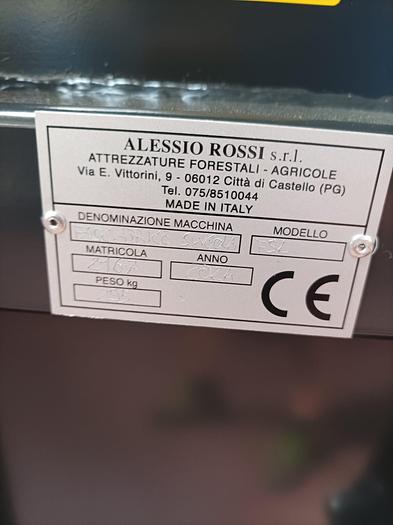 ALESSIO ROSSI s.r.l.
ATTREZZATURE FORESTALI - AGRICOLE
Via E. Vittorini, 9 - 06012 Città di Castello (PG)
Tel. 075/8510044
MADE IN ITALY
DENOMINAZIONE MACCHINA MODELLO
MATRICOLA ANNO
PESO kg
CE